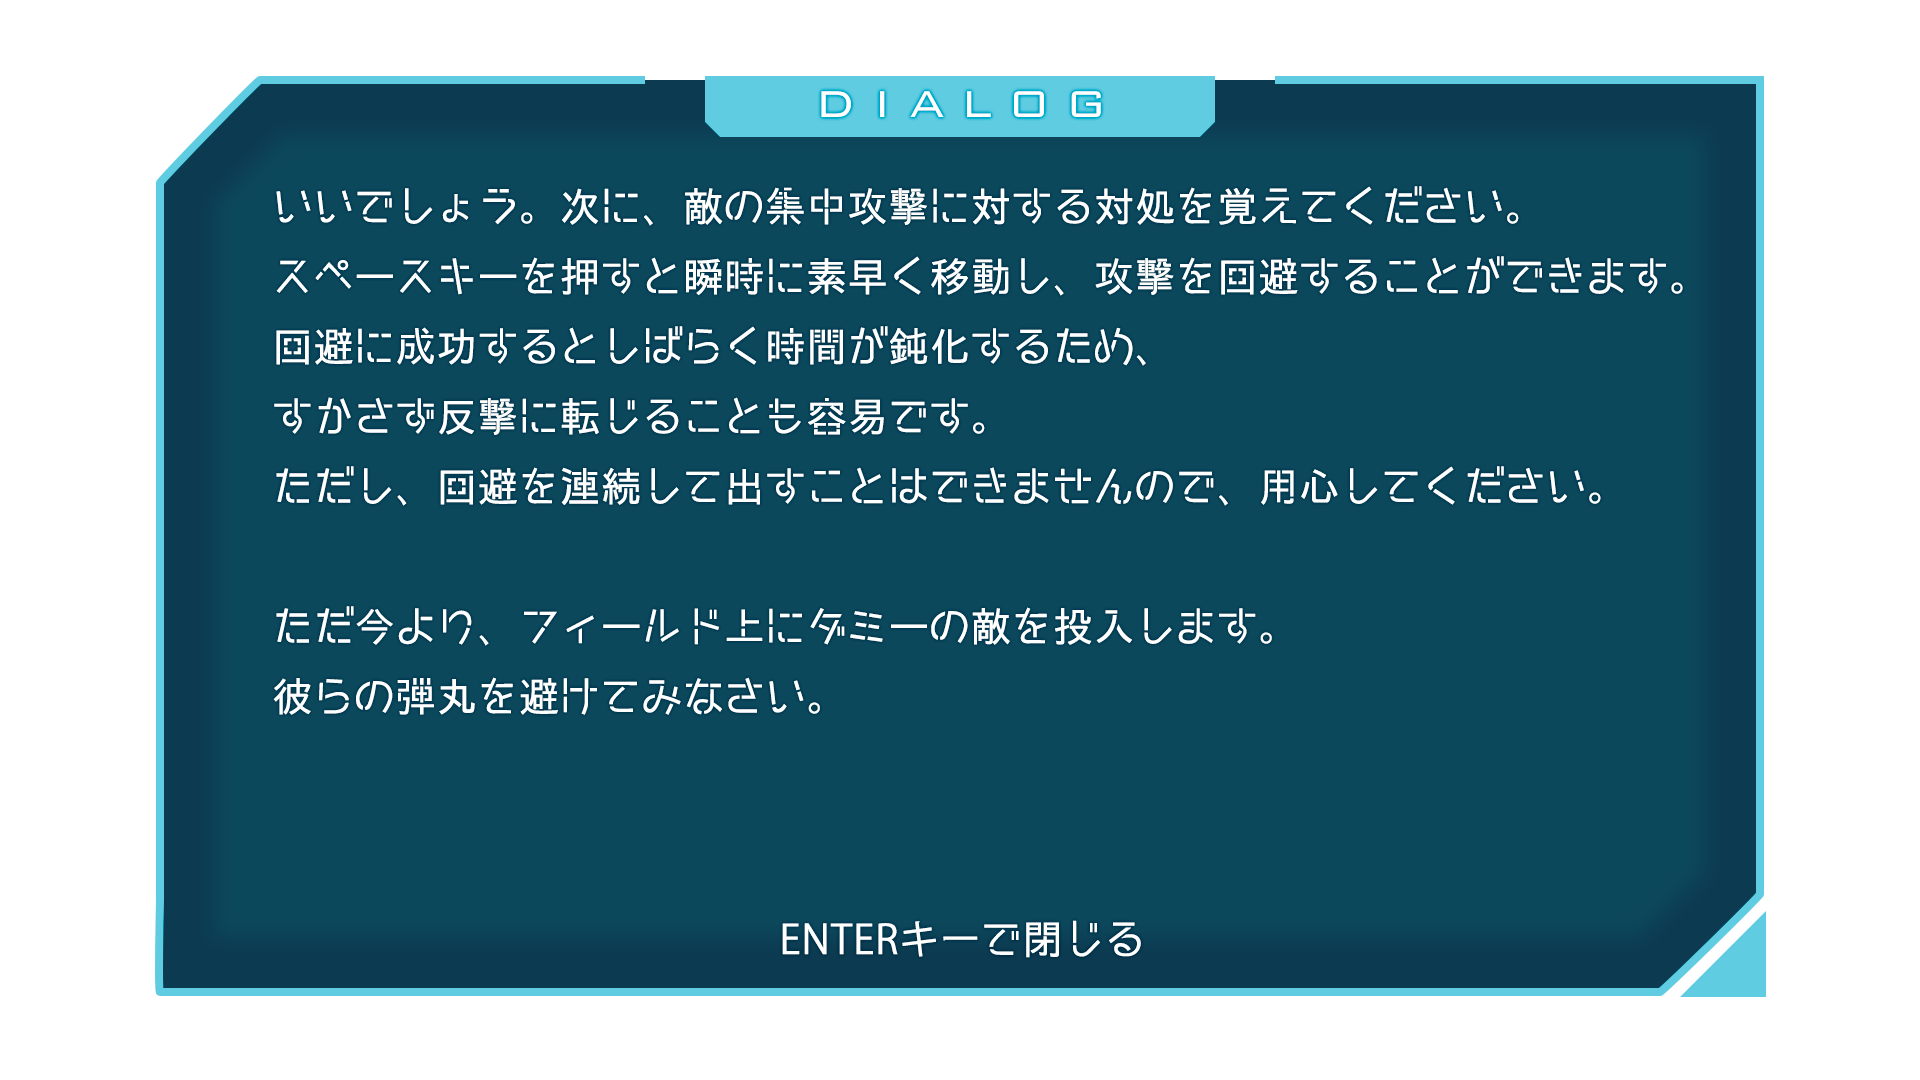 DIALOG
いいでしょう。次に、敵の集中攻撃に対する対処を覚えてください。
スペースキーを押すと瞬時に素早く移動し、攻撃を回避することができます。
回避に成功するとしばらく時間が鈍化するため、
すかさず反撃に転じることも容易です。
ただし、回避を連続して出すことはできませんので、用心してください。
ただ今より、フィールド上にダミーの敵を投入します。
彼らの弾丸を避けてみなさい。
ENTERキーで閉じる